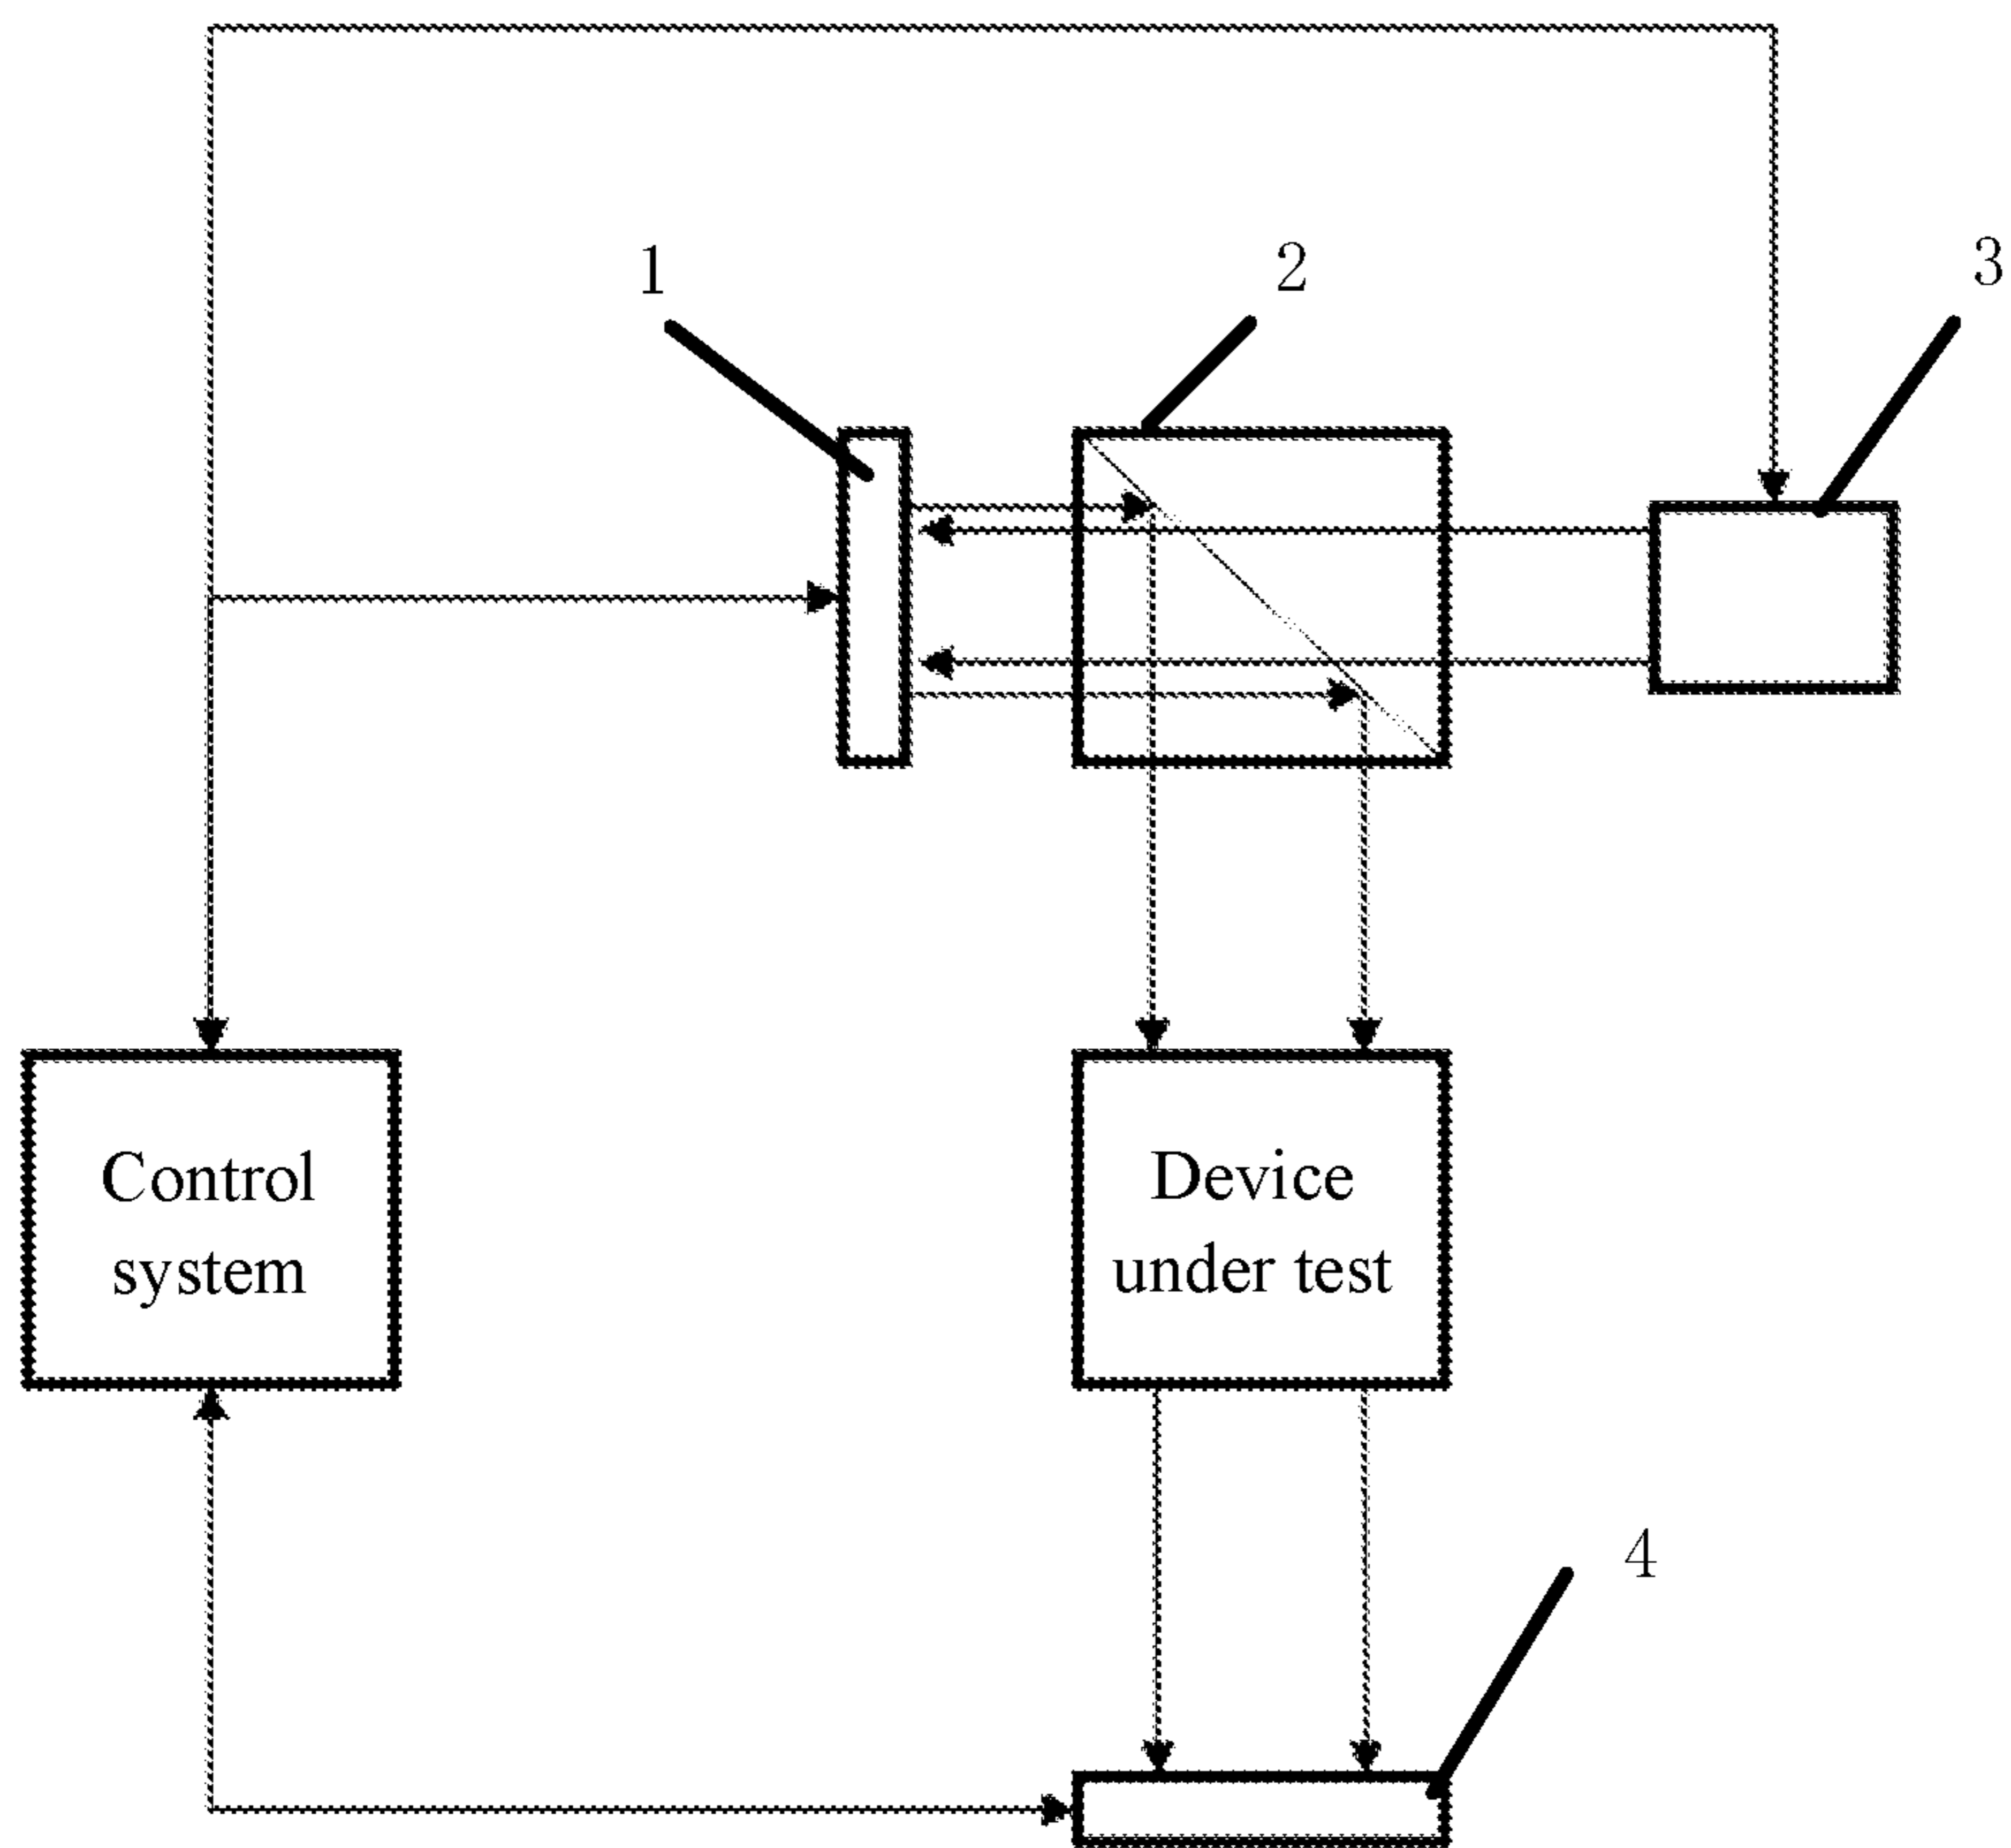 1
2
3
Control
system
Device
under test
4